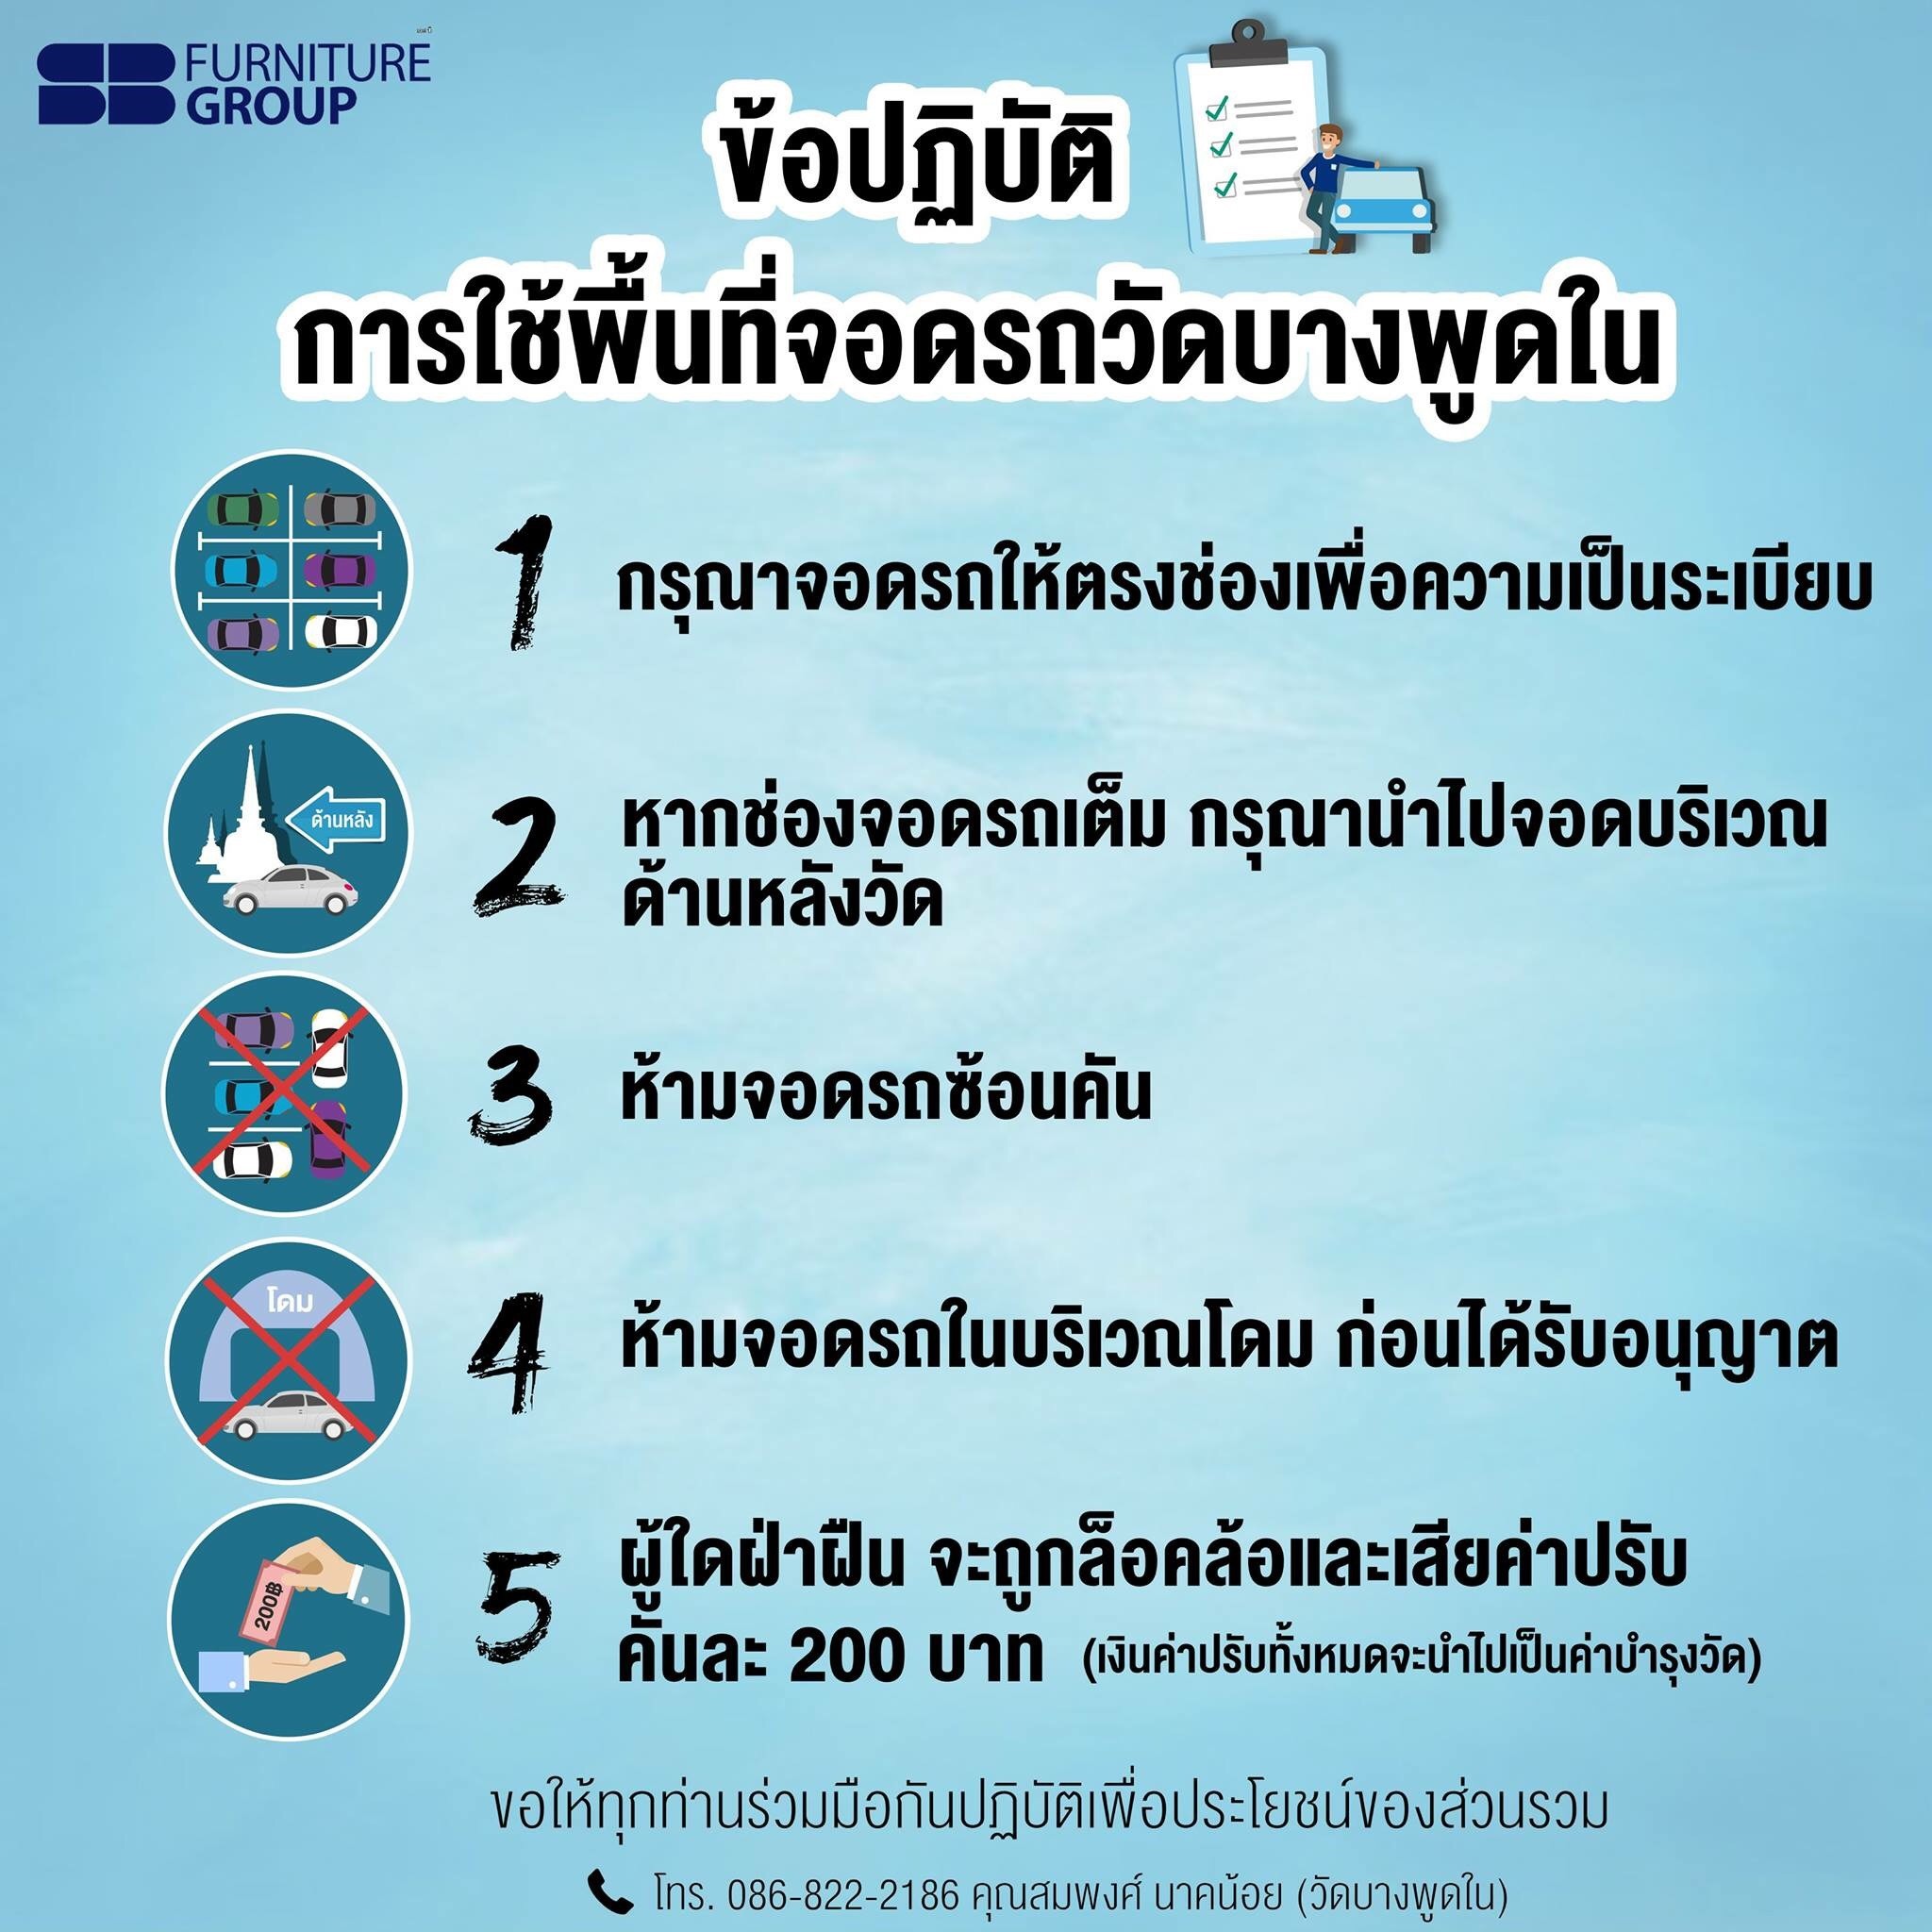 FURNITURE
GROUP
ข้อปฏิบัติ
การใช้พื้นที่จอดรถวัดบางพูดใน
1 กรุณาจอดรถให้ตรงช่องเพื่อความเป็นระเบียบ
ด้านหลัง
2 หากช่องจอดรถเต็ม กรุณานำไปจอดบริเวณ
ด้านหลังวัด
3 ห้ามจอดรถซ้อนคัน
โดม
4 ห้ามจอดรถในบริเวณโดม ก่อนได้รับอนุญาต
200฿
5 ผู้ใดฝ่าฝืน จะถูกล็อคล้อและเสียค่าปรับ
คันละ 200 บาท (เงินค่าปรับทั้งหมดจะนำไปเป็นค่าบำรุงวัด)
ขอให้ทุกท่านร่วมมือกันปฏิบัติเพื่อประโยชน์ของส่วนรวม
โทร. 086-822-2186 คุณสมพงศ์ นาคน้อย (วัดบางพูดใน)